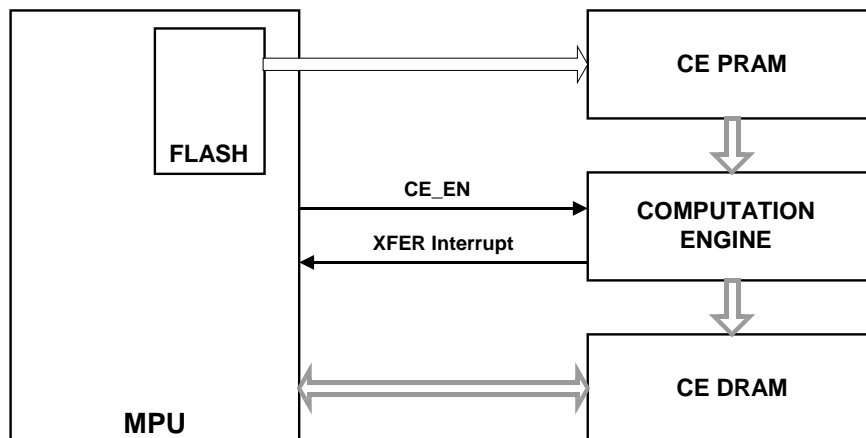 CE PRAM
FLASH
CE_EN
COMPUTATION
ENGINE
XFER Interrupt
CE DRAM
MPU